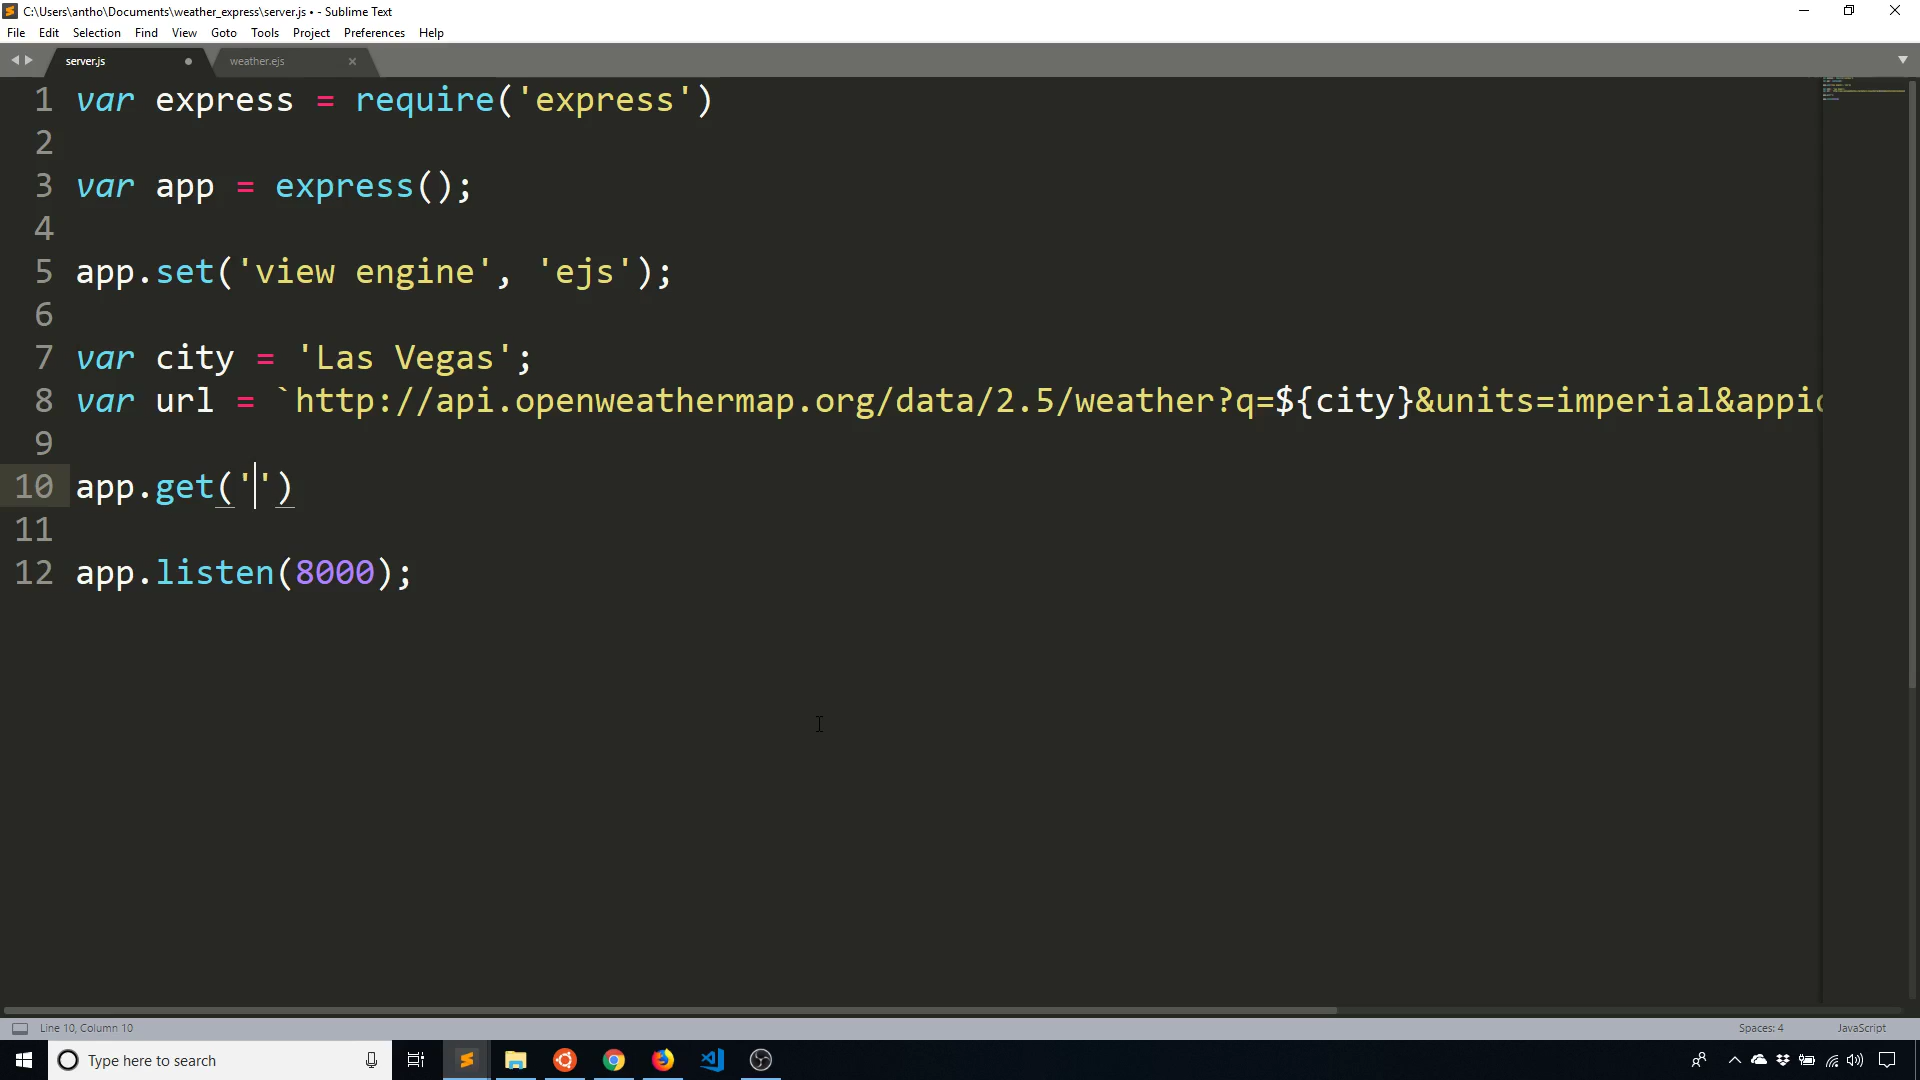 C:\Users\antho\Documents\weather_express\server.js • - Sublime Text
File Edit Selection Find View Goto Tools Project Preferences Help
server.js weather.ejs
1 var express = require('express')
2
3 var app = express();
4
5 app.set('view engine', 'ejs');
6
7 var city = 'Las Vegas';
8 var url = `http://api.openweathermap.org/data/2.5/weather?q=${city}&units=imperial&appi
9
10 app.get('')
11
12 app.listen(8000);
Line 10, Column 10 Spaces: 4 JavaScript
Type here to search